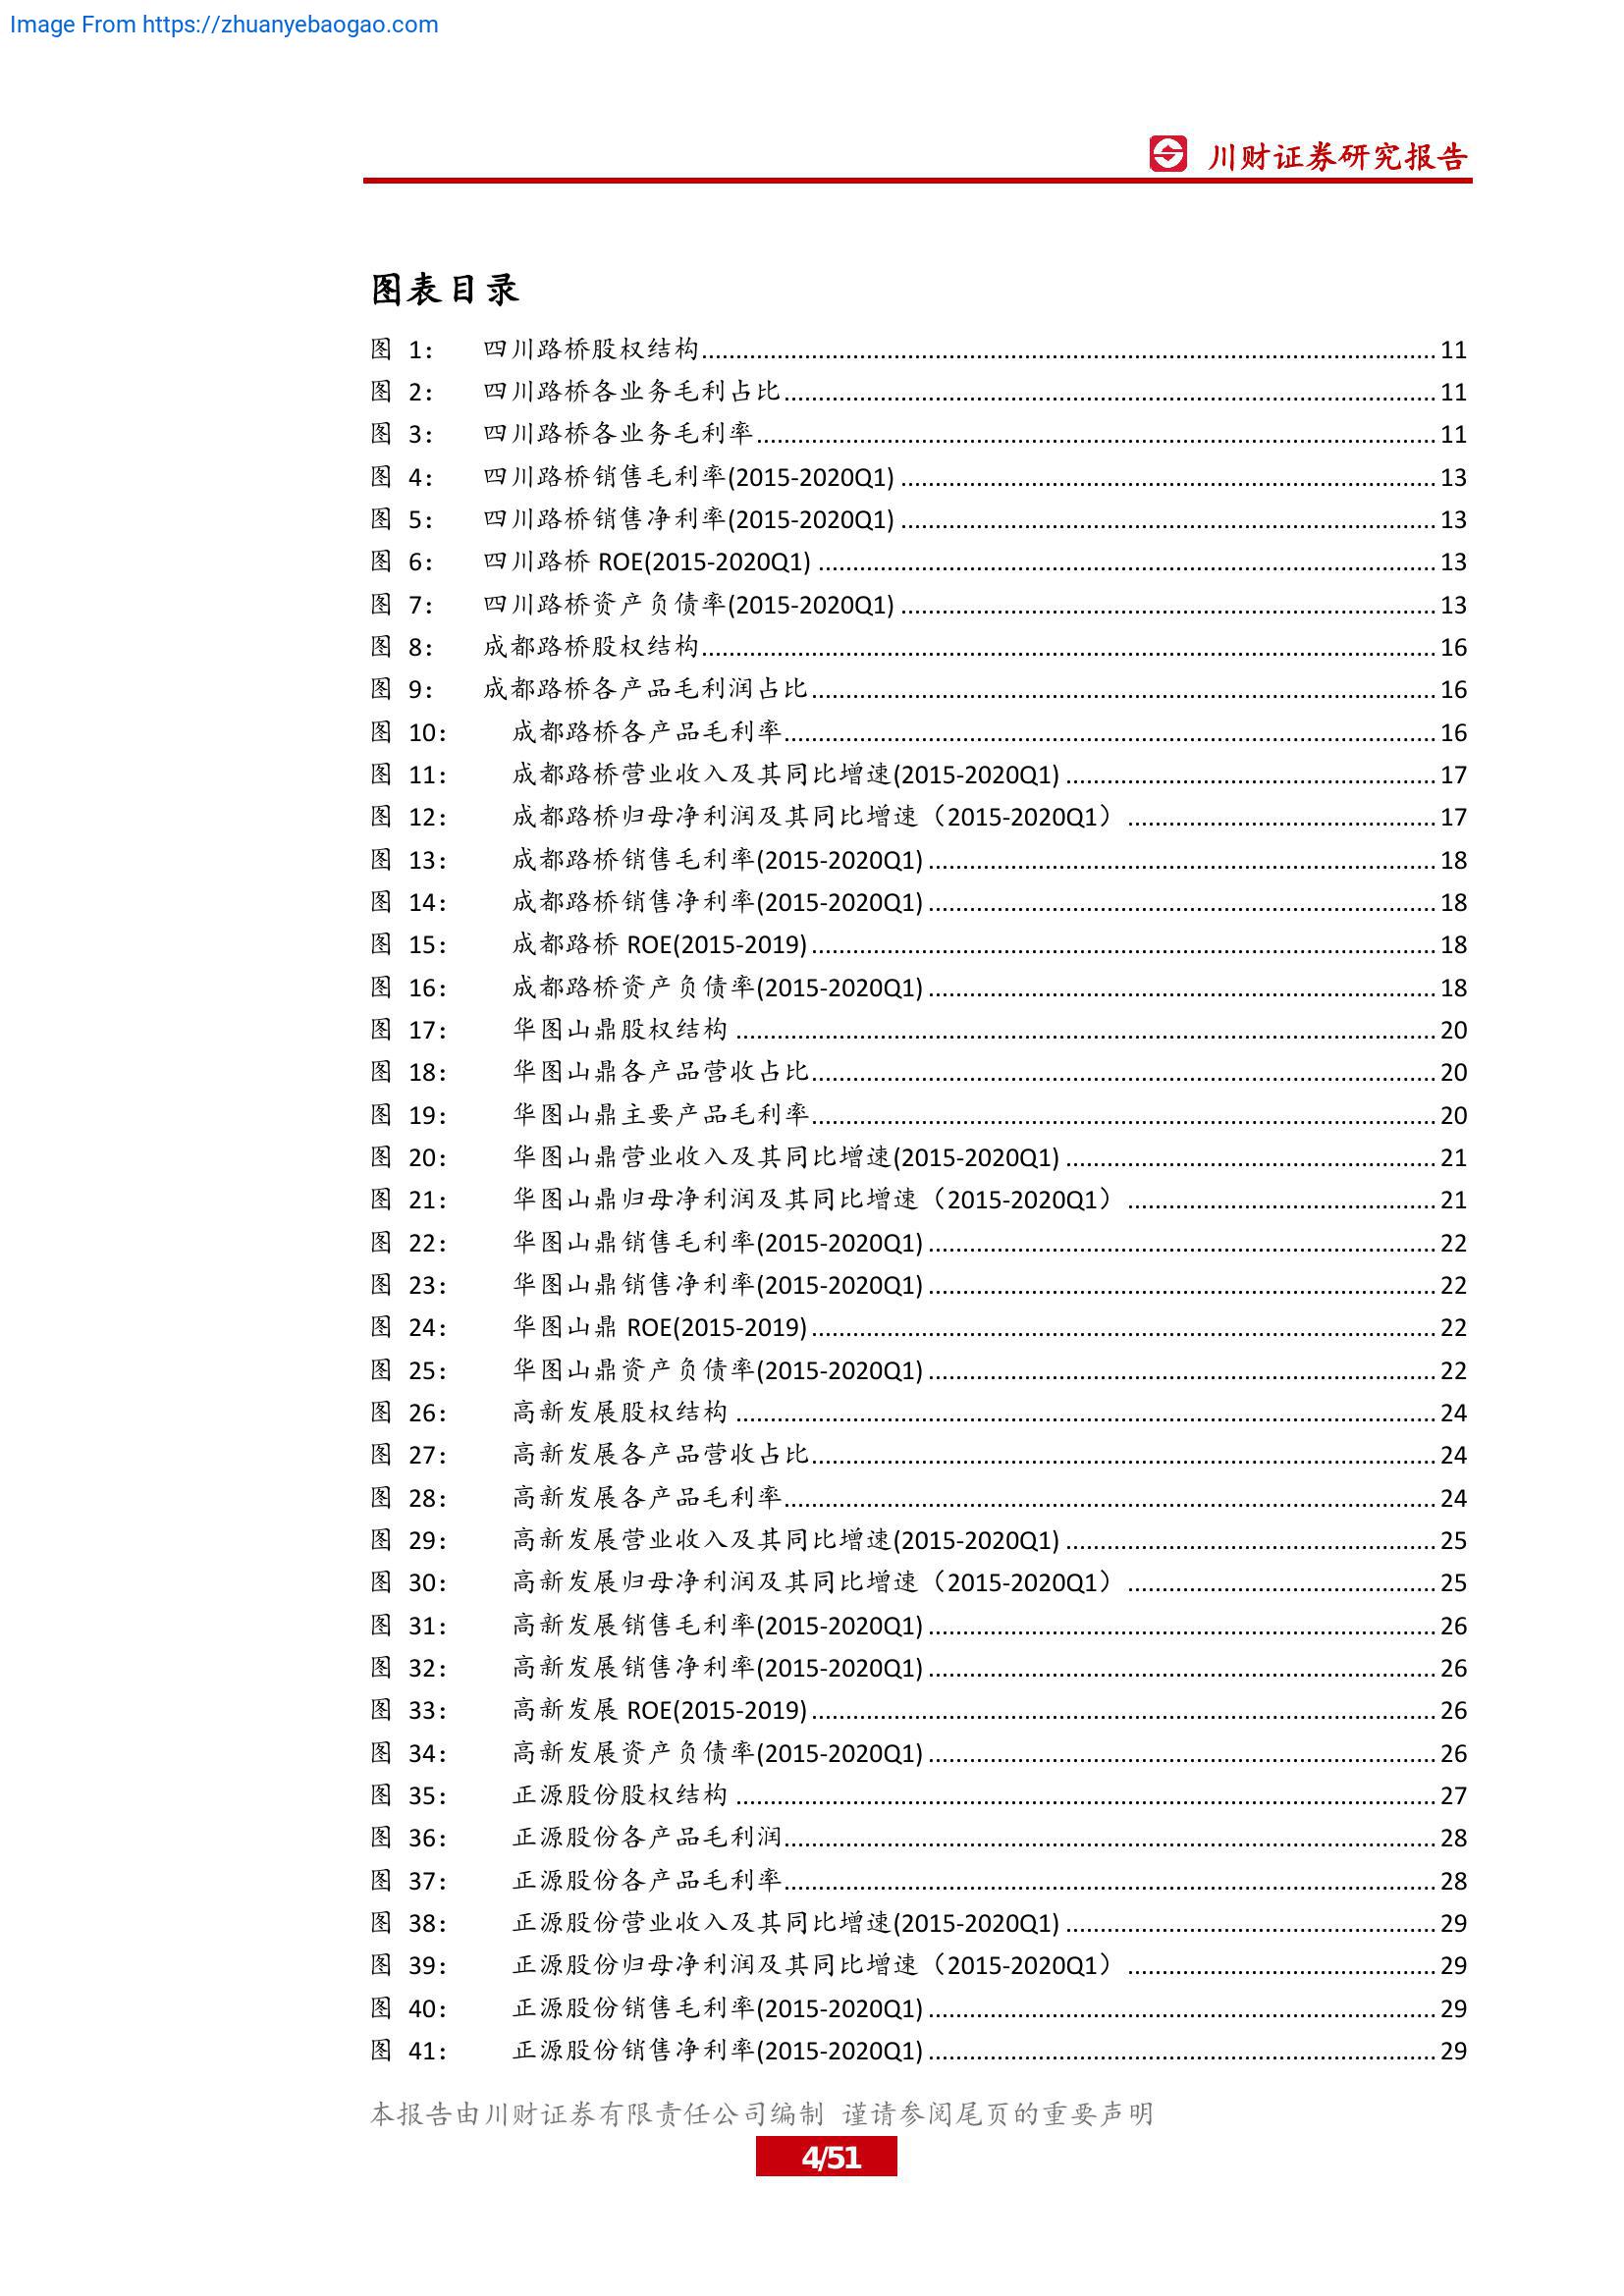 Image From https://zhuanyebaogao.com
川财证券研究报告
图表目录
图 1： 四川路桥股权结构 11
图 2： 四川路桥各业务毛利占比 11
图 3： 四川路桥各业务毛利率 11
图 4： 四川路桥销售毛利率(2015-2020Q1) 13
图 5： 四川路桥销售净利率(2015-2020Q1) 13
图 6： 四川路桥 ROE(2015-2020Q1) 13
图 7： 四川路桥资产负债率(2015-2020Q1) 13
图 8： 成都路桥股权结构 16
图 9： 成都路桥各产品毛利润占比 16
图 10： 成都路桥各产品毛利率 16
图 11： 成都路桥营业收入及其同比增速(2015-2020Q1) 17
图 12： 成都路桥归母净利润及其同比增速（2015-2020Q1） 17
图 13： 成都路桥销售毛利率(2015-2020Q1) 18
图 14： 成都路桥销售净利率(2015-2020Q1) 18
图 15： 成都路桥 ROE(2015-2019) 18
图 16： 成都路桥资产负债率(2015-2020Q1) 18
图 17： 华图山鼎股权结构 20
图 18： 华图山鼎各产品营收占比 20
图 19： 华图山鼎主要产品毛利率 20
图 20： 华图山鼎营业收入及其同比增速(2015-2020Q1) 21
图 21： 华图山鼎归母净利润及其同比增速（2015-2020Q1） 21
图 22： 华图山鼎销售毛利率(2015-2020Q1) 22
图 23： 华图山鼎销售净利率(2015-2020Q1) 22
图 24： 华图山鼎 ROE(2015-2019) 22
图 25： 华图山鼎资产负债率(2015-2020Q1) 22
图 26： 高新发展股权结构 24
图 27： 高新发展各产品营收占比 24
图 28： 高新发展各产品毛利率 24
图 29： 高新发展营业收入及其同比增速(2015-2020Q1) 25
图 30： 高新发展归母净利润及其同比增速（2015-2020Q1） 25
图 31： 高新发展销售毛利率(2015-2020Q1) 26
图 32： 高新发展销售净利率(2015-2020Q1) 26
图 33： 高新发展 ROE(2015-2019) 26
图 34： 高新发展资产负债率(2015-2020Q1) 26
图 35： 正源股份股权结构 27
图 36： 正源股份各产品毛利润 28
图 37： 正源股份各产品毛利率 28
图 38： 正源股份营业收入及其同比增速(2015-2020Q1) 29
图 39： 正源股份归母净利润及其同比增速（2015-2020Q1） 29
图 40： 正源股份销售毛利率(2015-2020Q1) 29
图 41： 正源股份销售净利率(2015-2020Q1) 29
本报告由川财证券有限责任公司编制 谨请参阅尾页的重要声明
4/51